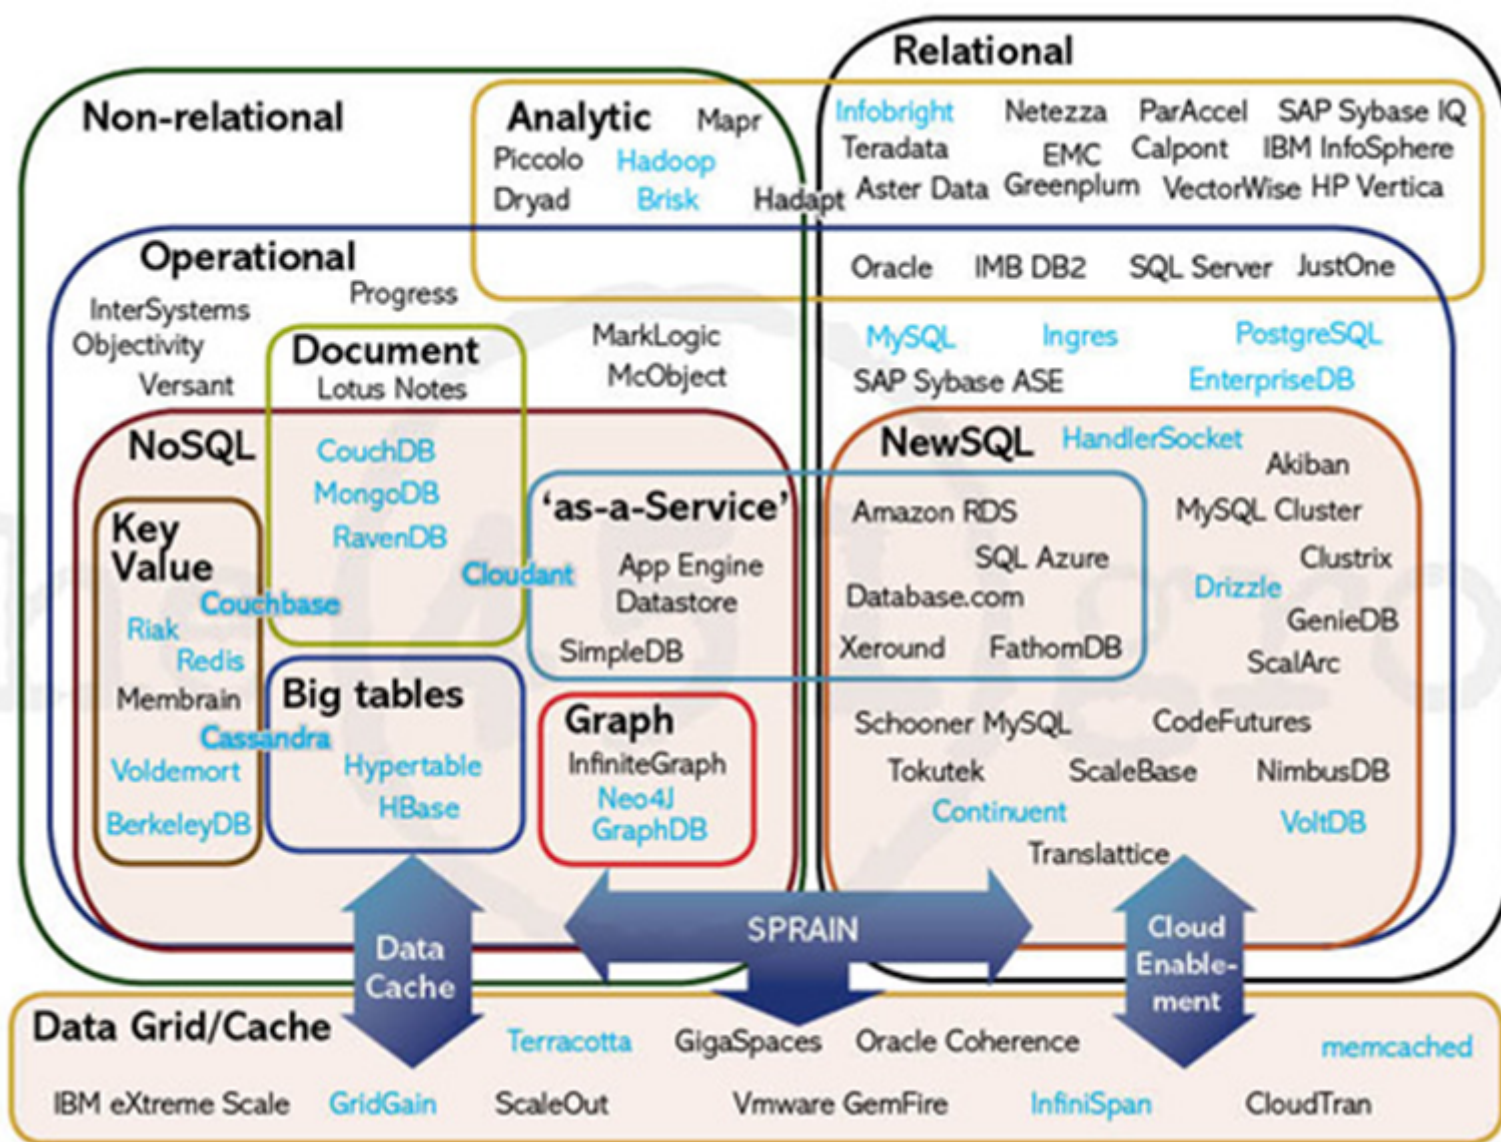 Relational
Non-relational
Analytic Mapr
Piccolo Hadoop
Dryad Brisk Hadapt
Infobright Netezza ParAccel SAP Sybase IQ
Teradata EMC Calpont IBM InfoSphere
Aster Data Greenplum VectorWise HP Vertica
Operational
Oracle IMB DB2 SQL Server JustOne
InterSystems Progress
Objectivity
Versant
Document
Lotus Notes
MarkLogic
McObject
MySQL Ingres PostgreSQL
SAP Sybase ASE EnterpriseDB
NoSQL
CouchDB
MongoDB
RavenDB
Cloudant
Key
Value
Couchbase
Riak
Redis
Membrain
Cassandra
Voldemort
BerkeleyDB
Big tables
Hypertable
HBase
'as-a-Service'
App Engine
Datastore
SimpleDB
Graph
InfiniteGraph
Neo4J
GraphDB
NewSQL HandlerSocket
Akiban
Amazon RDS MySQL Cluster
SQL Azure Clustrix
Database.com Drizzle
GenieDB
Xeround FathomDB ScalArc
Schooner MySQL CodeFutures
Tokutek ScaleBase NimbusDB
Continuent VoltDB
Translattice
Data
Cache
SPRAIN
Cloud
Enable-
ment
Data Grid/Cache Terracotta GigaSpaces Oracle Coherence memcached
IBM eXtreme Scale GridGain ScaleOut Vmware GemFire InfiniSpan CloudTran